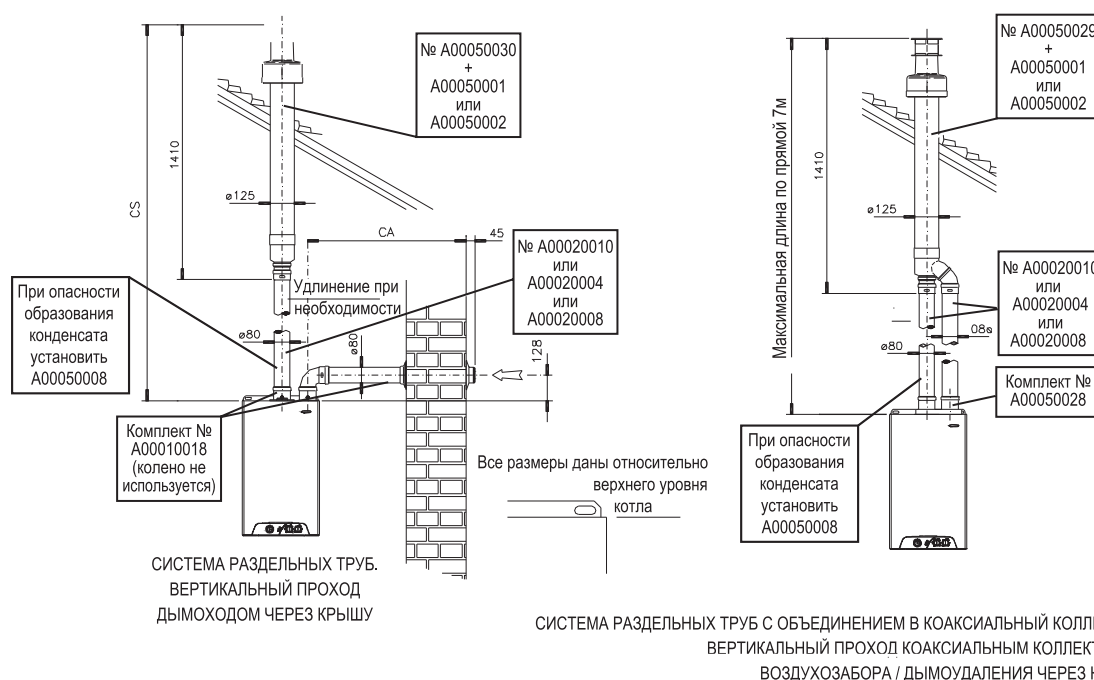 № A00050030
+
A00050001
или
A00050002
1410
CS
ø125
CA
45
№ A00020010
или
A00020004
или
A00020008
Удлинение при
необходимости
При опасности
образования
конденсата
установить
A00050008
ø80
ø80
128
Комплект №
A00010018
(колено не
используется)
Все размеры даны относительно
верхнего уровня
котла
СИСТЕМА РАЗДЕЛЬНЫХ ТРУБ.
ВЕРТИКАЛЬНЫЙ ПРОХОД
ДЫМОХОДОМ ЧЕРЕЗ КРЫШУ
№ A00050029
+
A00050001
или
A00050002
Максимальная длина по прямой 7м
1410
ø125
№ A00020010
или
A00020004
или
A00020008
ø80
ø80
Комплект №
A00050028
При опасности
образования
конденсата
установить
A00050008
СИСТЕМА РАЗДЕЛЬНЫХ ТРУБ С ОБЪЕДИНЕНИЕМ В КОАКСИАЛЬНЫЙ КОЛЛ
ВЕРТИКАЛЬНЫЙ ПРОХОД КОАКСИАЛЬНЫМ КОЛЛЕКТ
ВОЗДУХОЗАБОРА / ДЫМОУДАЛЕНИЯ ЧЕРЕЗ